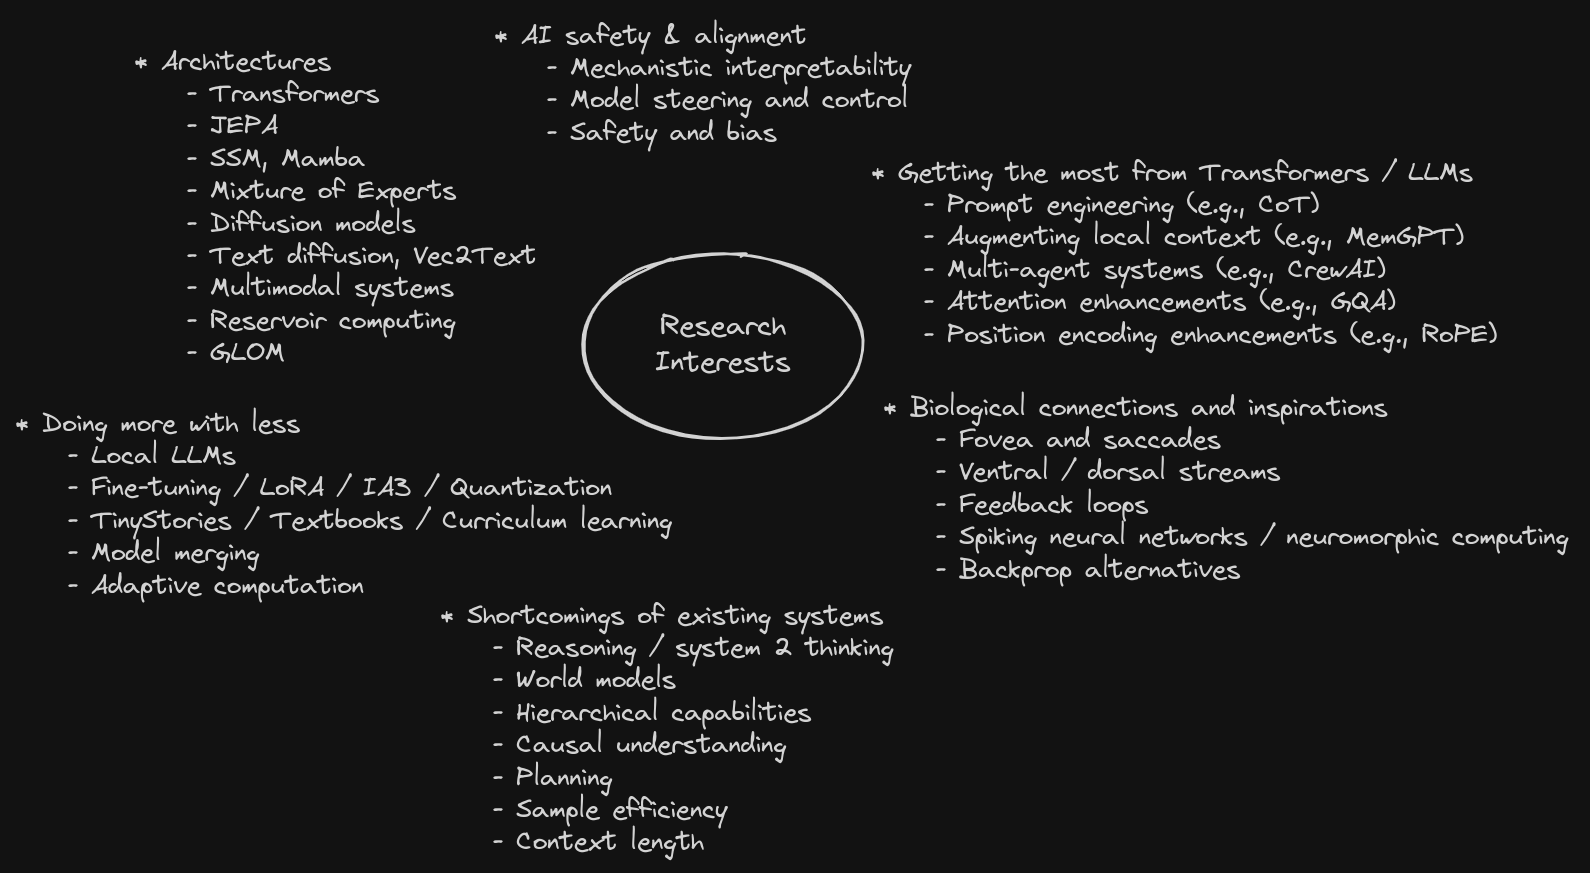 * Architectures
- Transformers
- JEPA
- SSM, Mamba
- Mixture of Experts
- Diffusion models
- Text diffusion, Vec2Text
- Multimodal systems
- Reservoir computing
- GLOM
* AI safety & alignment
- Mechanistic interpretability
- Model steering and control
- Safety and bias
* Getting the most from Transformers / LLMs
- Prompt engineering (e.g., CoT)
- Augmenting local context (e.g., MemGPT)
- Multi-agent systems (e.g., CrewAI)
- Attention enhancements (e.g., GQA)
- Position encoding enhancements (e.g., RoPE)
Research
Interests
* Doing more with less
- Local LLMs
- Fine-tuning / LoRA / IA3 / Quantization
- TinyStories / Textbooks / Curriculum learning
- Model merging
- Adaptive computation
* Biological connections and inspirations
- Fovea and saccades
- Ventral / dorsal streams
- Feedback loops
- Spiking neural networks / neuromorphic computing
- Backprop alternatives
* Shortcomings of existing systems
- Reasoning / system 2 thinking
- World models
- Hierarchical capabilities
- Causal understanding
- Planning
- Sample efficiency
- Context length